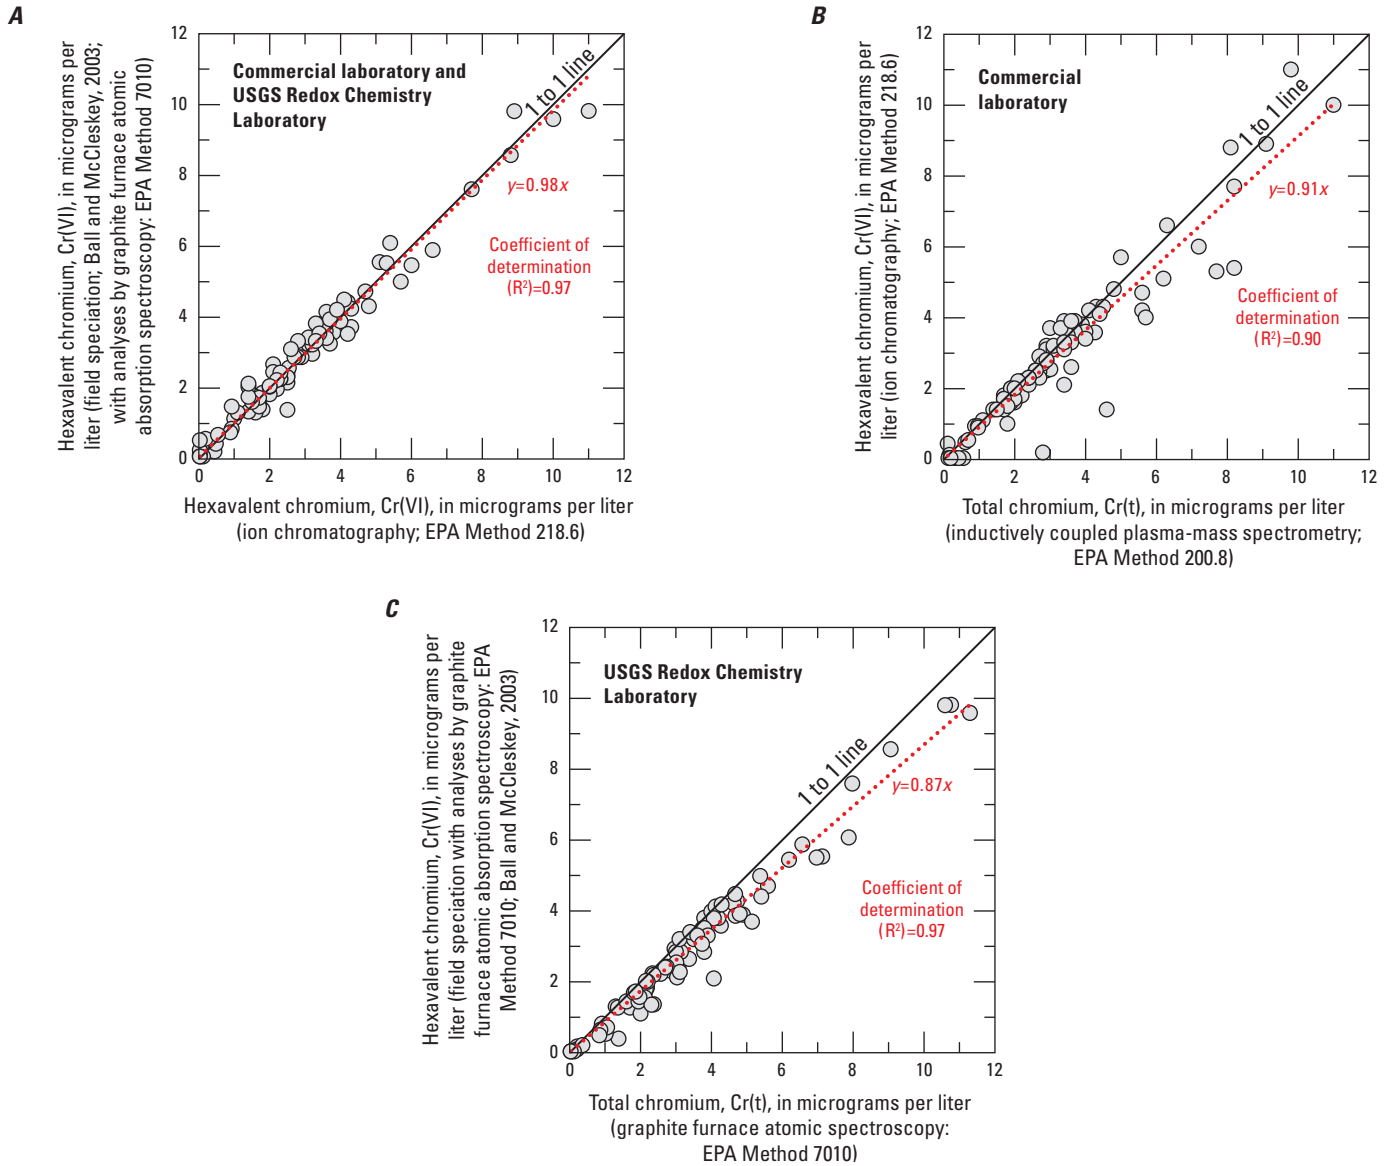 A
Hexavalent chromium, Cr(VI), in micrograms per
liter (field speciation; Ball and McCleskey, 2003;
with analyses by graphite furnace atomic
absorption spectroscopy: EPA Method 7010)
12
10
8
6
4
2
0
Commercial laboratory and
USGS Redox Chemistry
Laboratory
1 to 1 line
y=0.98x
Coefficient of
determination
(R²)=0.97
0 2 4 6 8 10 12
Hexavalent chromium, Cr(VI), in micrograms per liter
(ion chromatography; EPA Method 218.6)
B
Hexavalent chromium, Cr(VI), in micrograms per
liter (ion chromatography; EPA Method 218.6)
12
10
8
6
4
2
0
Commercial
laboratory
1 to 1 line
y=0.91x
Coefficient of
determination
(R²)=0.90
0 2 4 6 8 10 12
Total chromium, Cr(t), in micrograms per liter
(inductively coupled plasma-mass spectrometry;
EPA Method 200.8)
C
Hexavalent chromium, Cr(VI), in micrograms per
liter (field speciation with analyses by graphite
furnace atomic absorption spectroscopy: EPA
Method 7010; Ball and McCleskey, 2003)
12
10
8
6
4
2
0
USGS Redox Chemistry
Laboratory
1 to 1 line
y=0.87x
Coefficient of
determination
(R²)=0.97
0 2 4 6 8 10 12
Total chromium, Cr(t), in micrograms per liter
(graphite furnace atomic spectroscopy:
EPA Method 7010)